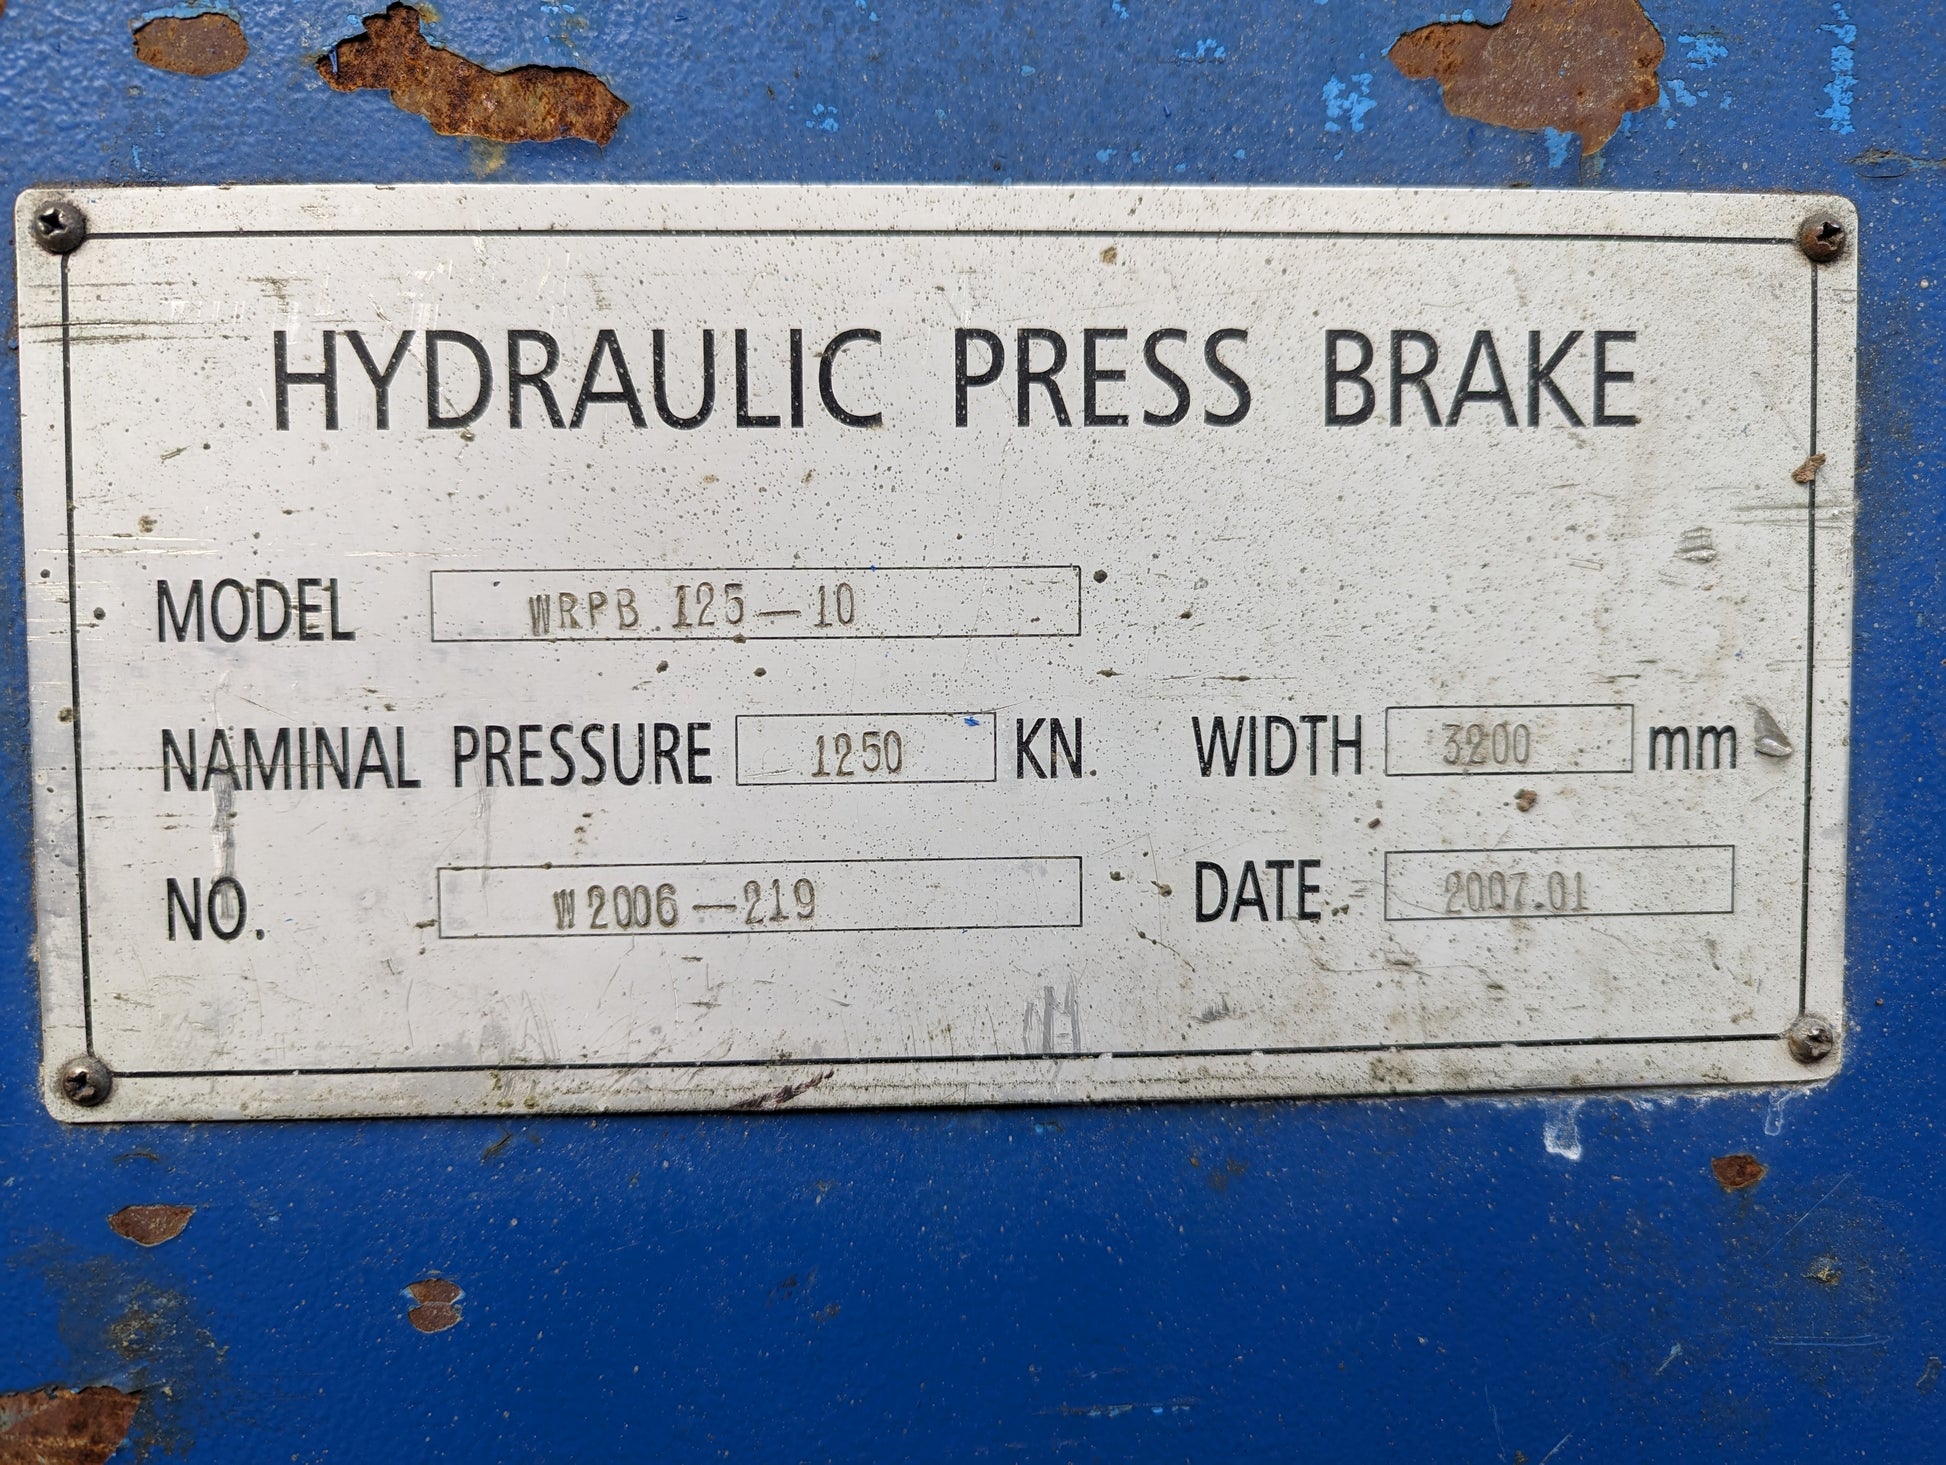 HYDRAULIC PRESS BRAKE
MODEL WRPB.125—10
NAMINAL PRESSURE 1250 KN. WIDTH 3200 mm
NO. W2006—219 DATE 2007.01